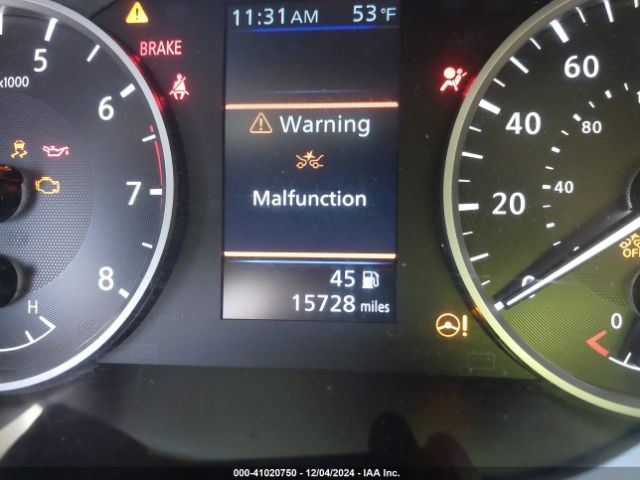 11:31 AM 53°F
BRAKE
5
x1000
6
7
8
H
Warning
Malfunction
45
15728 miles
60
40
20
0
80
40
OFF
0
000-41020750 - 12/04/2024 - IAA Inc.